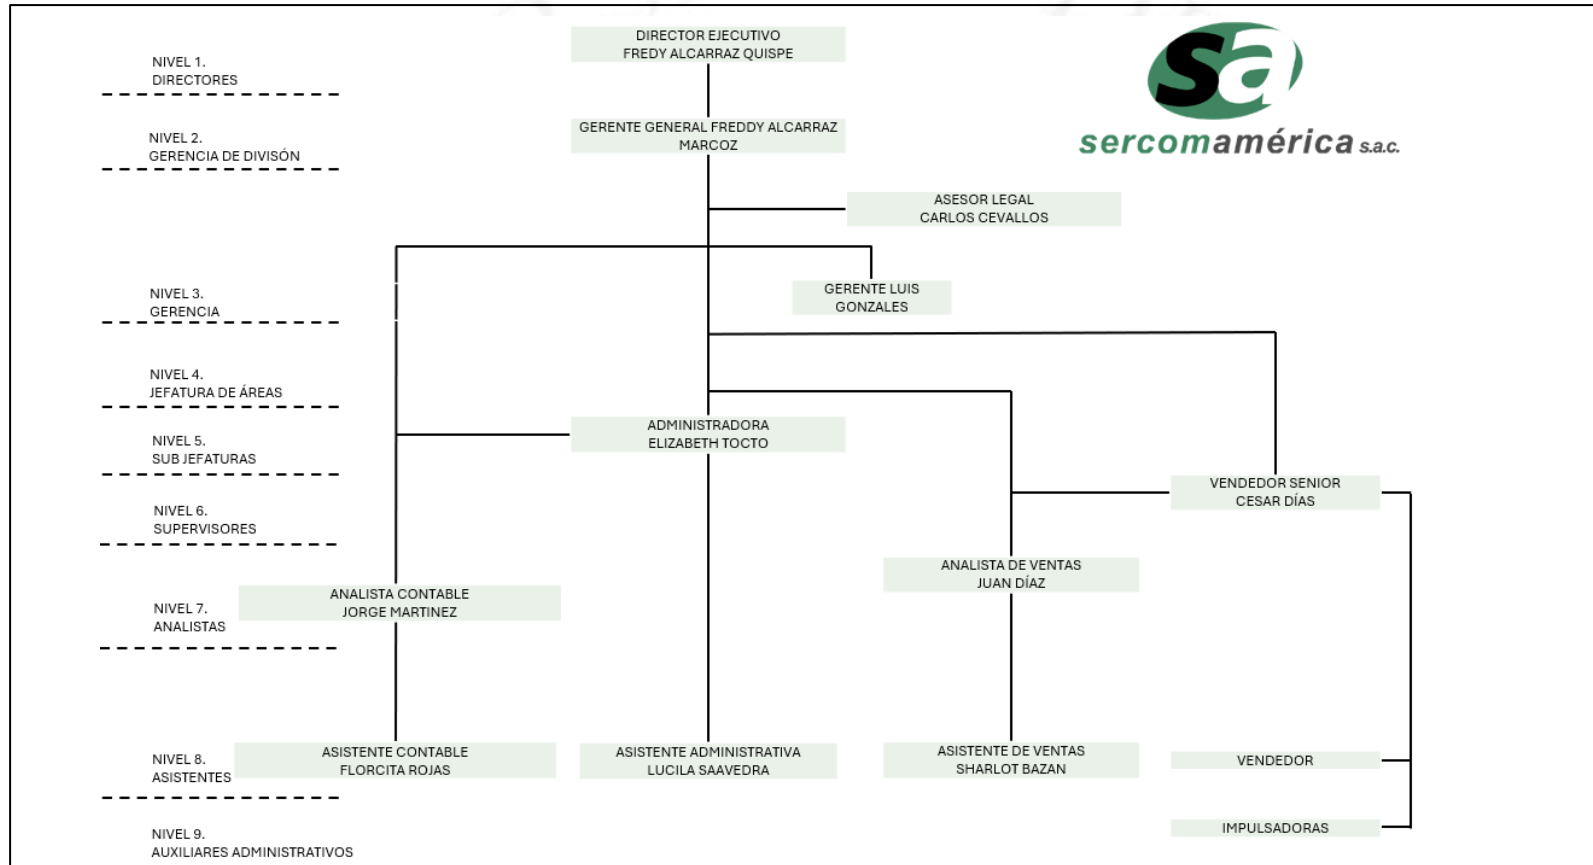 DIRECTOR EJECUTIVO
FREDY ALCARRAZ QUISPE
NIVEL 1.
DIRECTORES
sa
sercomamérica s.a.c.
NIVEL 2.
GERENCIA DE DIVISÓN
GERENTE GENERAL FREDDY ALCARRAZ
MARCOZ
ASESOR LEGAL
CARLOS CEVALLOS
NIVEL 3.
GERENCIA
GERENTE LUIS
GONZALES
NIVEL 4.
JEFATURA DE ÁREAS
ADMINISTRADORA
ELIZABETH TOCTO
NIVEL 5.
SUB JEFATURAS
VENDEDOR SENIOR
CESAR DÍAS
NIVEL 6.
SUPERVISORES
ANALISTA DE VENTAS
JUAN DÍAZ
ANALISTA CONTABLE
JORGE MARTINEZ
NIVEL 7.
ANALISTAS
NIVEL 8.
ASISTENTES
ASISTENTE CONTABLE
FLORCITA ROJAS
ASISTENTE ADMINISTRATIVA
LUCILA SAAVEDRA
ASISTENTE DE VENTAS
SHARLOT BAZAN
VENDEDOR
IMPULSADORAS
NIVEL 9.
AUXILIARES ADMINISTRATIVOS